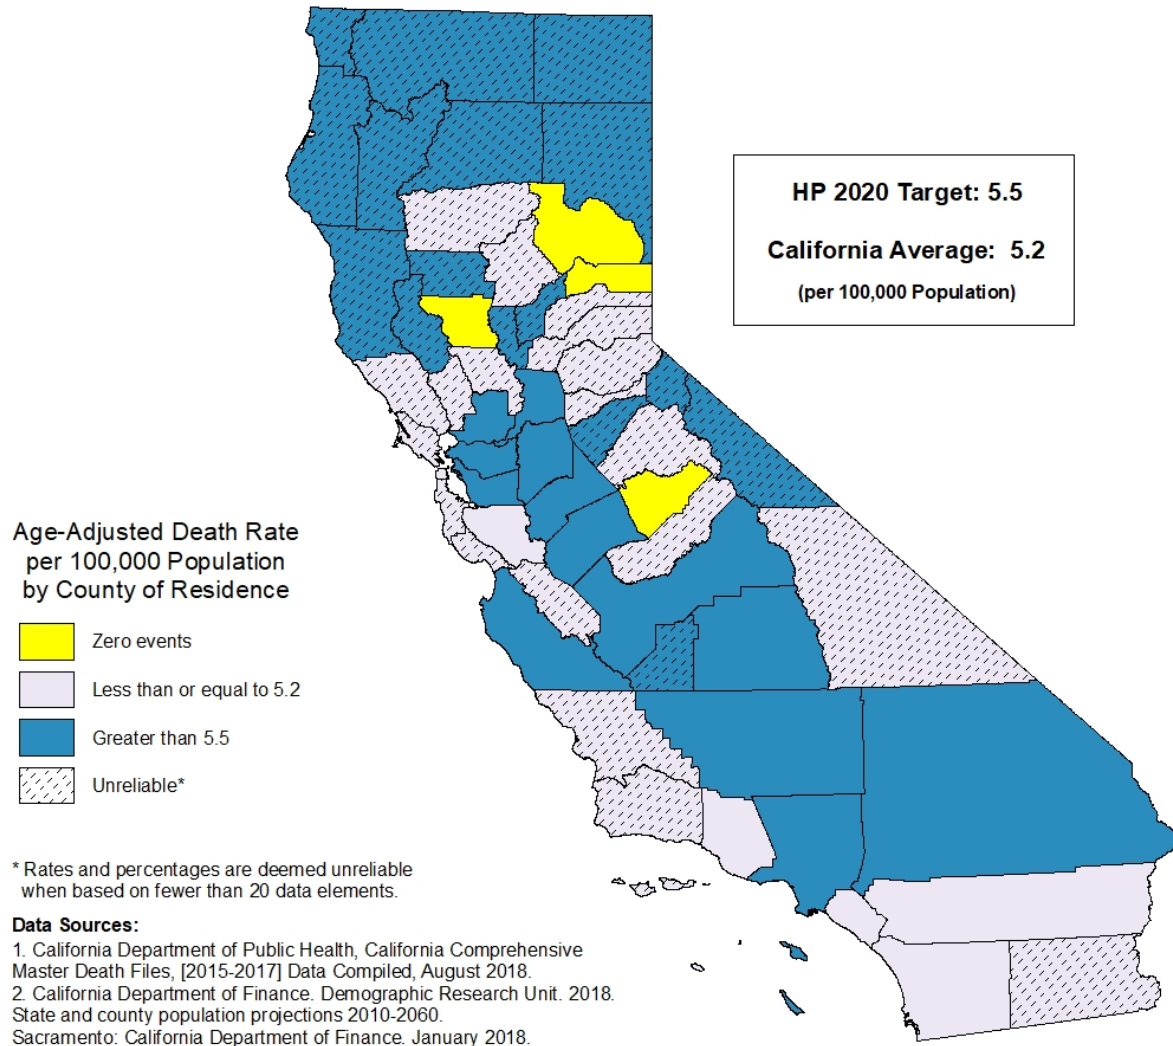 HP 2020 Target: 5.5
California Average: 5.2
(per 100,000 Population)
Age-Adjusted Death Rate
per 100,000 Population
by County of Residence
Zero events
Less than or equal to 5.2
Greater than 5.5
Unreliable*
* Rates and percentages are deemed unreliable
when based on fewer than 20 data elements.
Data Sources:
1. California Department of Public Health, California Comprehensive
Master Death Files, [2015-2017] Data Compiled, August 2018.
2. California Department of Finance. Demographic Research Unit. 2018.
State and county population projections 2010-2060.
Sacramento: California Department of Finance. January 2018.